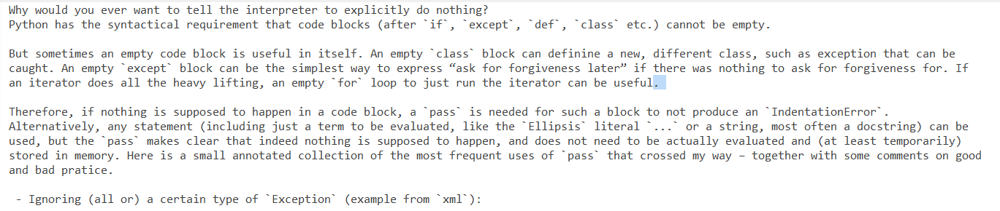 Why would you ever want to tell the interpreter to explicitly do nothing?
Python has the syntactical requirement that code blocks (after `if`, `except`, `def`, `class` etc.) cannot be empty.
But sometimes an empty code block is useful in itself. An empty `class` block can definine a new, different class, such as exception that can be
caught. An empty `except` block can be the simplest way to express “ask for forgiveness later” if there was nothing to ask for forgiveness for. If
an iterator does all the heavy lifting, an empty `for` loop to just run the iterator can be useful.
Therefore, if nothing is supposed to happen in a code block, a `pass` is needed for such a block to not produce an `IndentationError`.
Alternatively, any statement (including just a term to be evaluated, like the `Ellipsis` literal `...` or a string, most often a docstring) can be
used, but the `pass` makes clear that indeed nothing is supposed to happen, and does not need to be actually evaluated and (at least temporarily)
stored in memory. Here is a small annotated collection of the most frequent uses of `pass` that crossed my way – together with some comments on good
and bad pratice.
- Ignoring (all or) a certain type of `Exception` (example from `xml`):